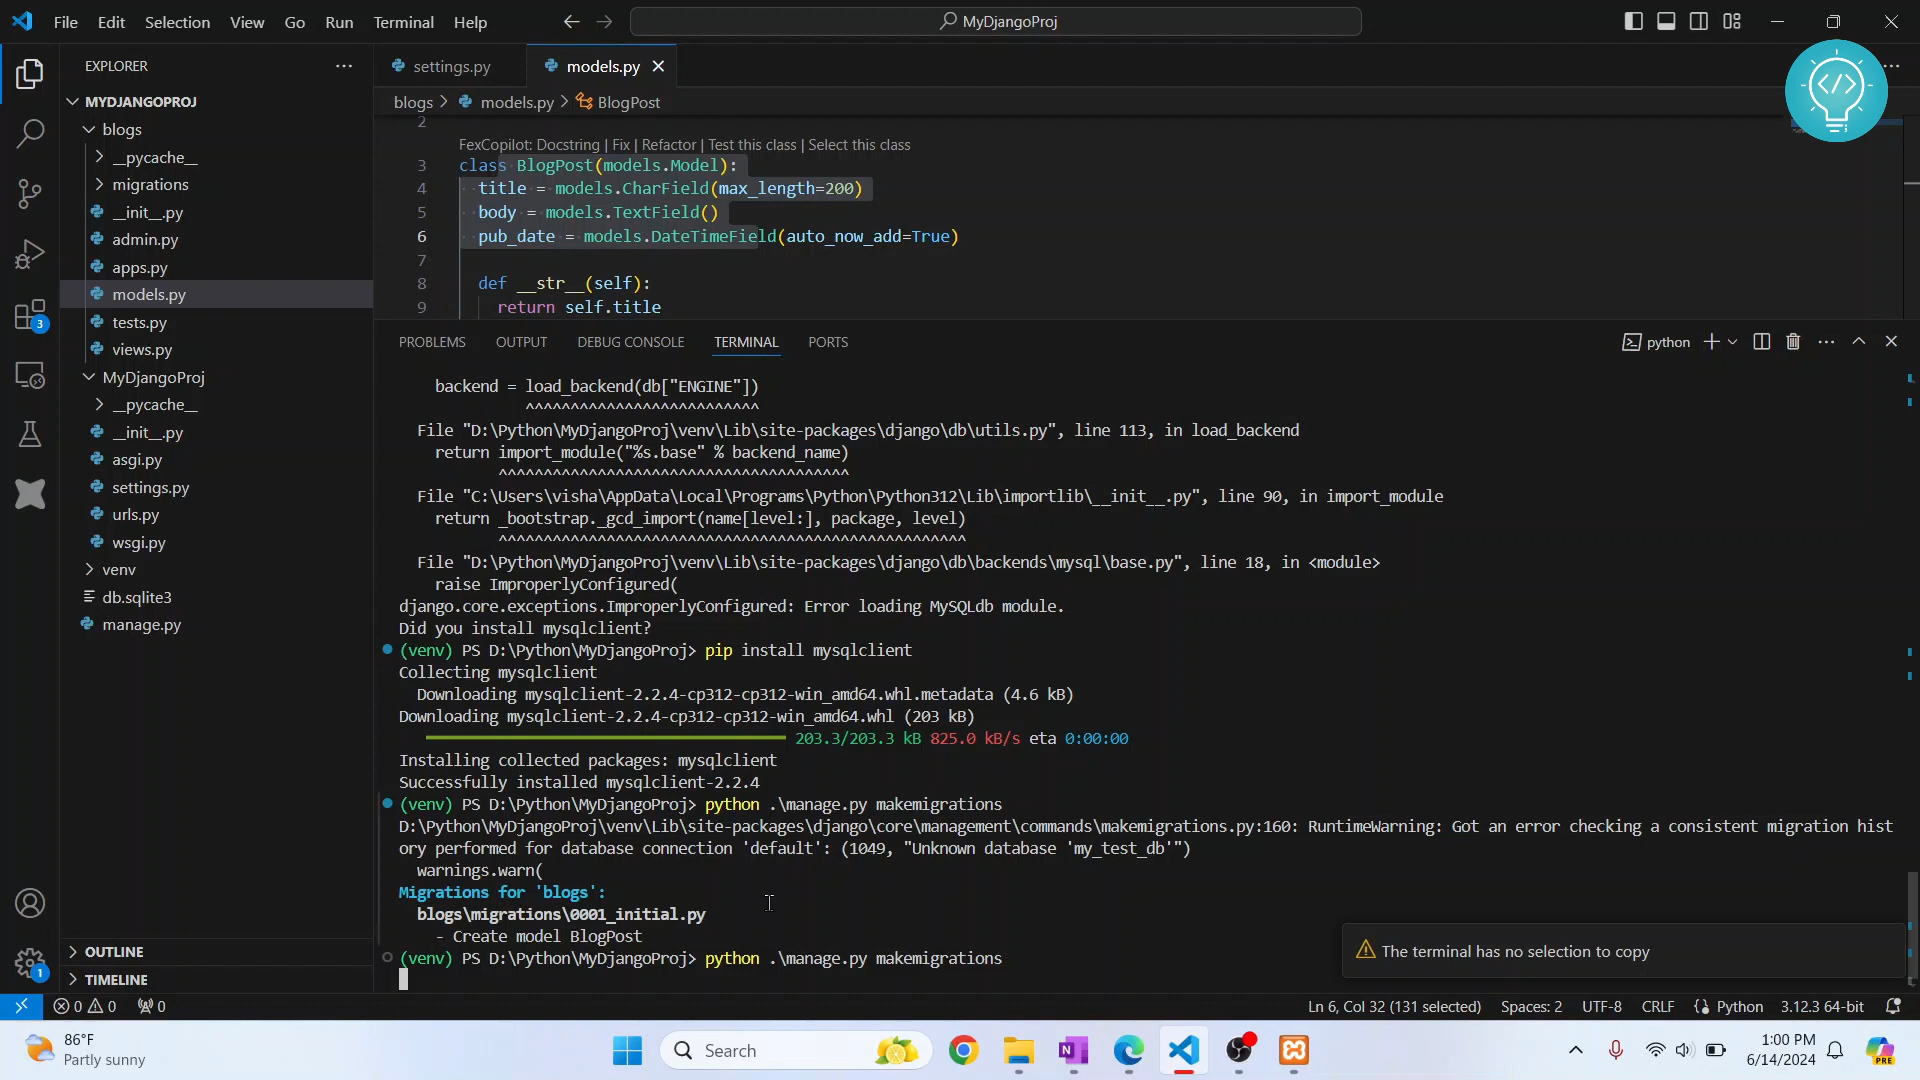 File Edit Selection View Go Run Terminal Help
MyDjangoProj
EXPLORER
MYDJANGOPROJ
blogs
__pycache__
migrations
__init__.py
admin.py
apps.py
models.py
tests.py
views.py
MyDjangoProj
__pycache__
__init__.py
asgi.py
settings.py
urls.py
wsgi.py
venv
db.sqlite3
manage.py
OUTLINE
TIMELINE
settings.py models.py
blogs > models.py > BlogPost
2
FexCopilot: Docstring | Fix | Refactor | Test this class | Select this class
3 class BlogPost(models.Model):
4 title = models.CharField(max_length=200)
5 body = models.TextField()
6 pub_date = models.DateTimeField(auto_now_add=True)
7
8 def __str__(self):
9 return self.title
PROBLEMS OUTPUT DEBUG CONSOLE TERMINAL PORTS
python
backend = load_backend(db["ENGINE"])
^^^^^^^^^^^^^^^^^^^^^^^^^^
File "D:\Python\MyDjangoProj\venv\Lib\site-packages\django\db\utils.py", line 113, in load_backend
return import_module("%s.base" % backend_name)
^^^^^^^^^^^^^^^^^^^^^^^^^^^^^^^^^^^^^^^
File "C:\Users\visha\AppData\Local\Programs\Python\Python312\Lib\importlib\__init__.py", line 90, in import_module
return _bootstrap._gcd_import(name[level:], package, level)
^^^^^^^^^^^^^^^^^^^^^^^^^^^^^^^^^^^^^^^^^^^^^^^^^^^^
File "D:\Python\MyDjangoProj\venv\Lib\site-packages\django\db\backends\mysql\base.py", line 18, in <module>
raise ImproperlyConfigured(
django.core.exceptions.ImproperlyConfigured: Error loading MySQLdb module.
Did you install mysqlclient?
(venv) PS D:\Python\MyDjangoProj> pip install mysqlclient
Collecting mysqlclient
Downloading mysqlclient-2.2.4-cp312-cp312-win_amd64.whl.metadata (4.6 kB)
Downloading mysqlclient-2.2.4-cp312-cp312-win_amd64.whl (203 kB)
203.3/203.3 kB 825.0 kB/s eta 0:00:00
Installing collected packages: mysqlclient
Successfully installed mysqlclient-2.2.4
(venv) PS D:\Python\MyDjangoProj> python .\manage.py makemigrations
D:\Python\MyDjangoProj\venv\Lib\site-packages\django\core\management\commands\makemigrations.py:160: RuntimeWarning: Got an error checking a consistent migration hist
ory performed for database connection 'default': (1049, "Unknown database 'my_test_db'")
warnings.warn(
Migrations for 'blogs':
blogs\migrations\0001_initial.py
- Create model BlogPost
(venv) PS D:\Python\MyDjangoProj> python .\manage.py makemigrations
The terminal has no selection to copy
3
1
0 0 0
Ln 6, Col 32 (131 selected) Spaces: 2 UTF-8 CRLF Python 3.12.3 64-bit
86°F
Partly sunny
Search
1:00 PM
6/14/2024
PRE